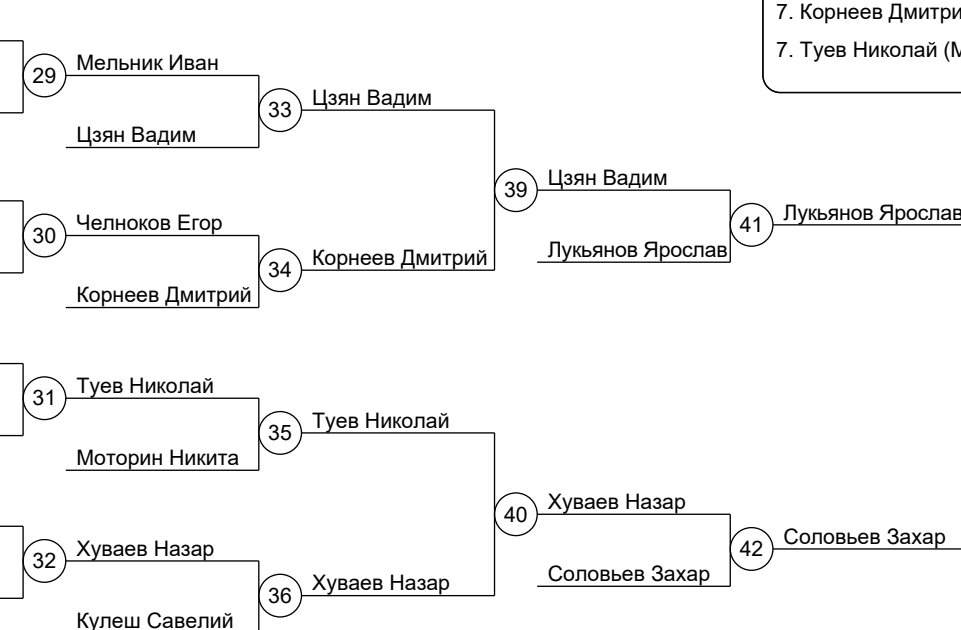 7. Корнеев Дмитри
7. Туев Николай (М
29
Мельник Иван
Цзян Вадим
33
Цзян Вадим
39
Цзян Вадим
Лукьянов Ярослав
41
Лукьянов Ярослав
30
Челноков Егор
Корнеев Дмитрий
34
Корнеев Дмитрий
31
Туев Николай
Моторин Никита
35
Туев Николай
40
Хуваев Назар
Соловьев Захар
42
Соловьев Захар
32
Хуваев Назар
Кулеш Савелий
36
Хуваев Назар